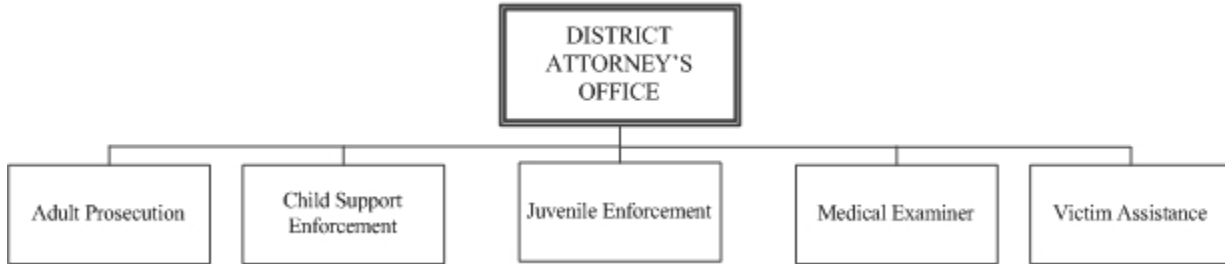 DISTRICT
ATTORNEY'S
OFFICE
Adult Prosecution
Child Support
Enforcement
Juvenile Enforcement
Medical Examiner
Victim Assistance